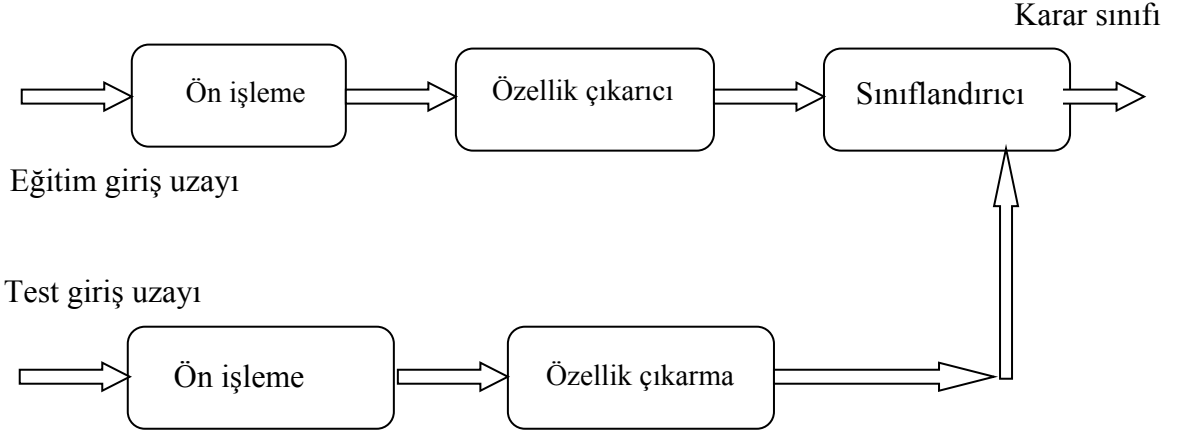 Karar sınıfı
Ön işleme
Özellik çıkarıcı
Sınıflandırıcı
Eğitim giriş uzayı
Test giriş uzayı
Ön işleme
Özellik çıkarma